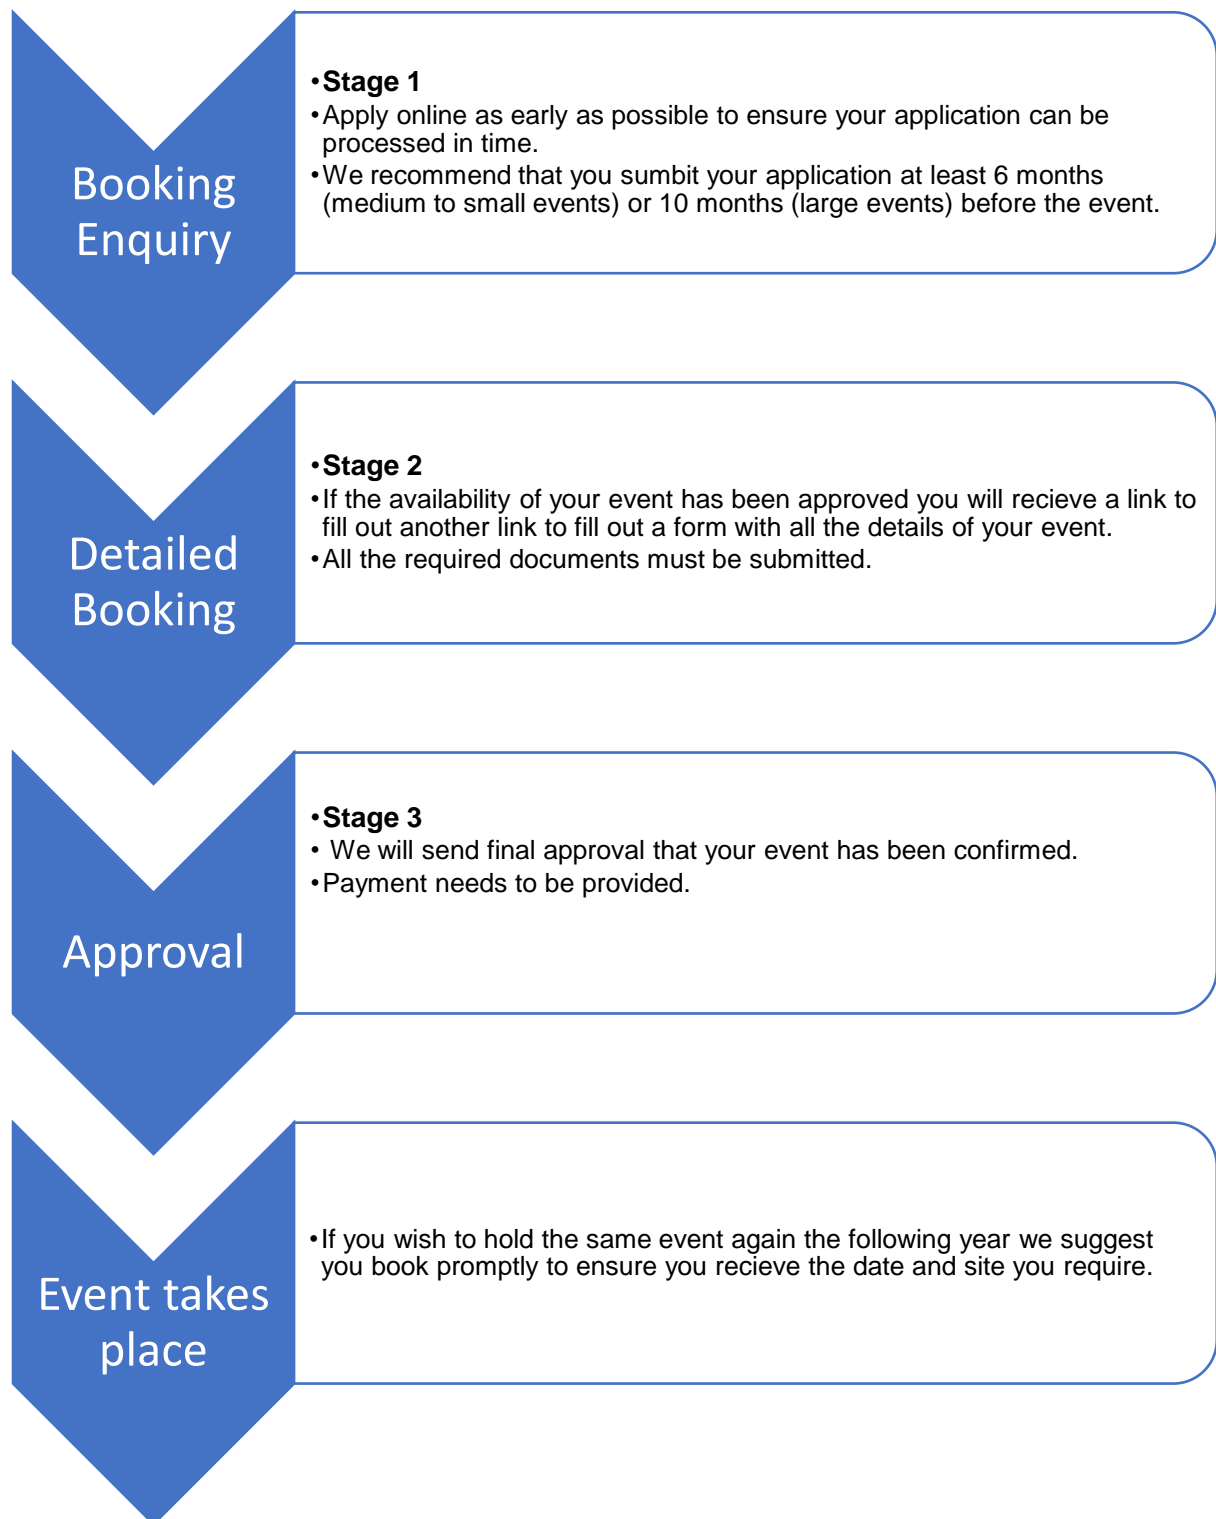 Booking
Enquiry
•Stage 1
•Apply online as early as possible to ensure your application can be
processed in time.
•We recommend that you sumbit your application at least 6 months
(medium to small events) or 10 months (large events) before the event.
Detailed
Booking
•Stage 2
•If the availability of your event has been approved you will recieve a link to
fill out another link to fill out a form with all the details of your event.
•All the required documents must be submitted.
Approval
•Stage 3
• We will send final approval that your event has been confirmed.
•Payment needs to be provided.
Event takes
place
•If you wish to hold the same event again the following year we suggest
you book promptly to ensure you recieve the date and site you require.